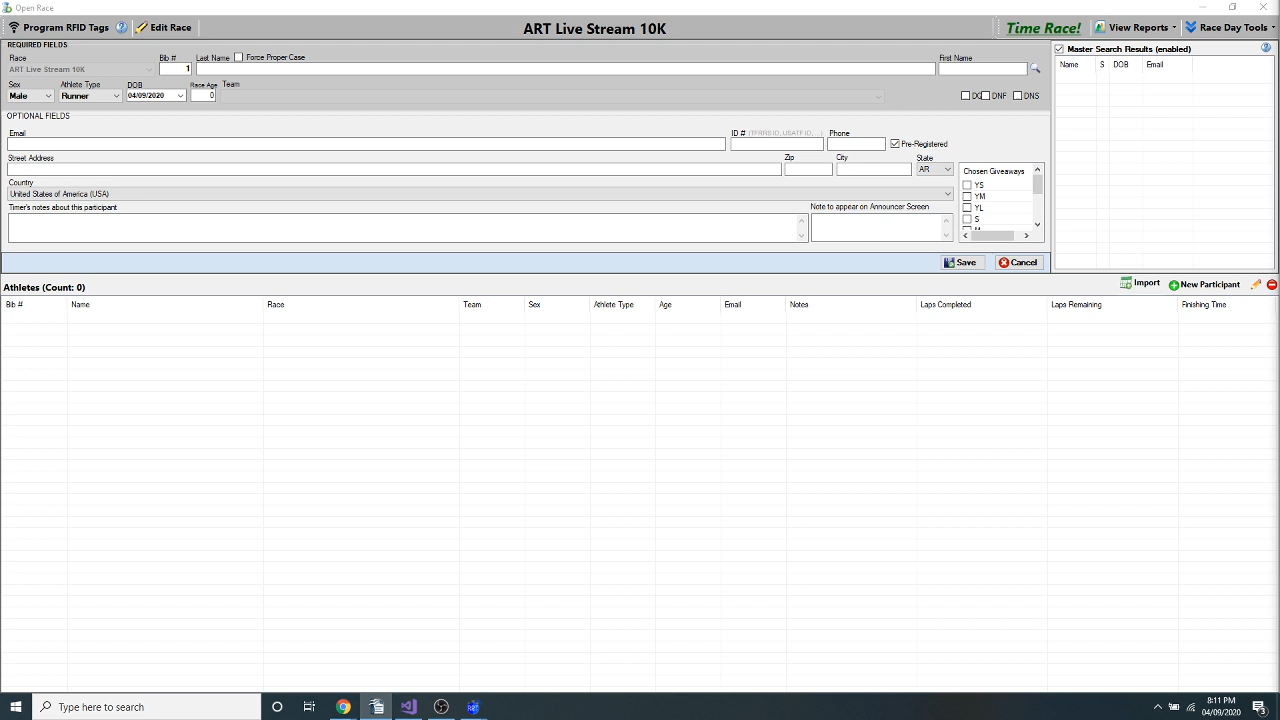 Open Race
Program RFID Tags Edit Race ART Live Stream 10K Time Race! View Reports Race Day Tools
REQUIRED FIELDS
Race Bib # Last Name Force Proper Case First Name
ART Live Stream 10K 1
Sex Athlete Type DOB Race Age Team
Male Runner 04/09/2020 0 DNF DNS
Master Search Results (enabled)
Name S DOB Email
OPTIONAL FIELDS
Email ID # (TFRRS ID, USATF ID, ...) Phone
Pre-Registered
Street Address Zip City State
AR
Country
United States of America (USA)
Timer's notes about this participant Note to appear on Announcer Screen
Chosen Giveaways
YS
YM
YL
S
Save Cancel
Athletes (Count: 0) Import New Participant
Bib # Name Race Team Sex Athlete Type Age Email Notes Laps Completed Laps Remaining Finishing Time
Type here to search
ART
8:11 PM
04/09/2020
3